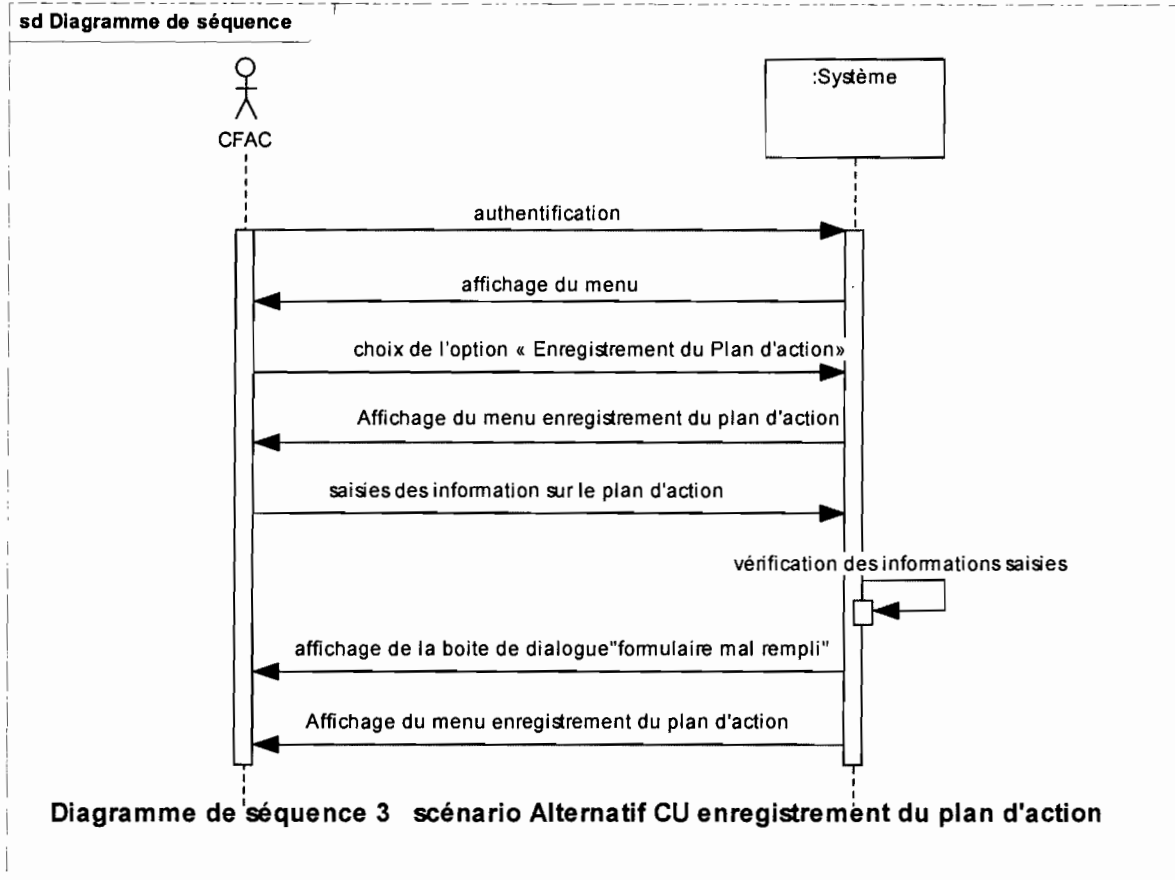 sd Diagramme de séquence
:Système
CFAC
authentification
affichage du menu
choix de l'option « Enregistrement du Plan d'action»
Affichage du menu enregistrement du plan d'action
saisies des information sur le plan d'action
vérification des informations saisies
affichage de la boite de dialogue"formulaire mal rempli"
Affichage du menu enregistrement du plan d'action
Diagramme de séquence 3 scénario Alternatif CU enregistrement du plan d'action